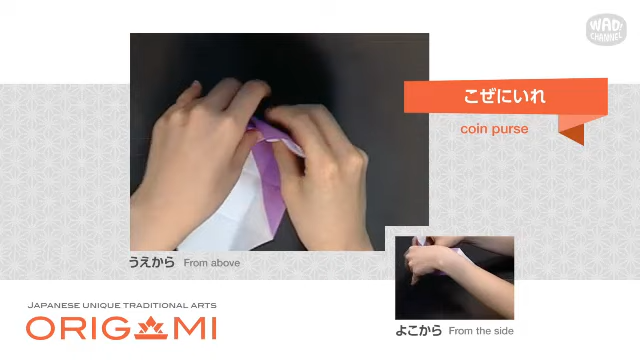 WAO!
CHANNEL
こぜにいれ
coin purse
うえから From above
よこから From the side
JAPANESE UNIQUE TRADITIONAL ARTS
ORIGAMI